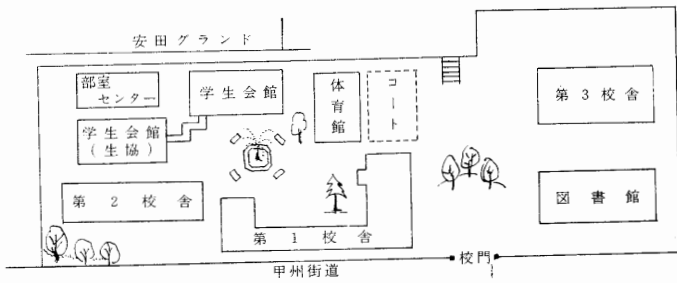 安田グランド
部室
センター
学生会館
体育館
コート
第3校舎
学生会館
(生協)
第2校舎
図書館
第1校舎
校門
甲州街道